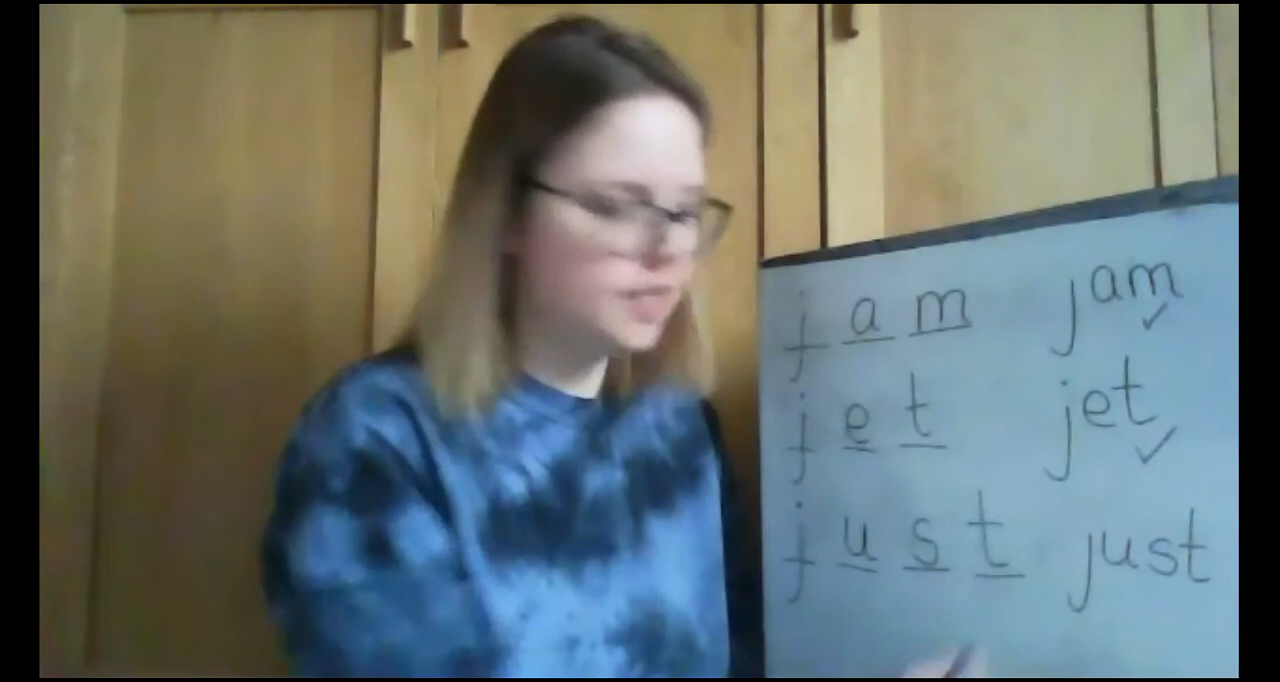 j a m jam ✓
j e t jet ✓
j u s t just